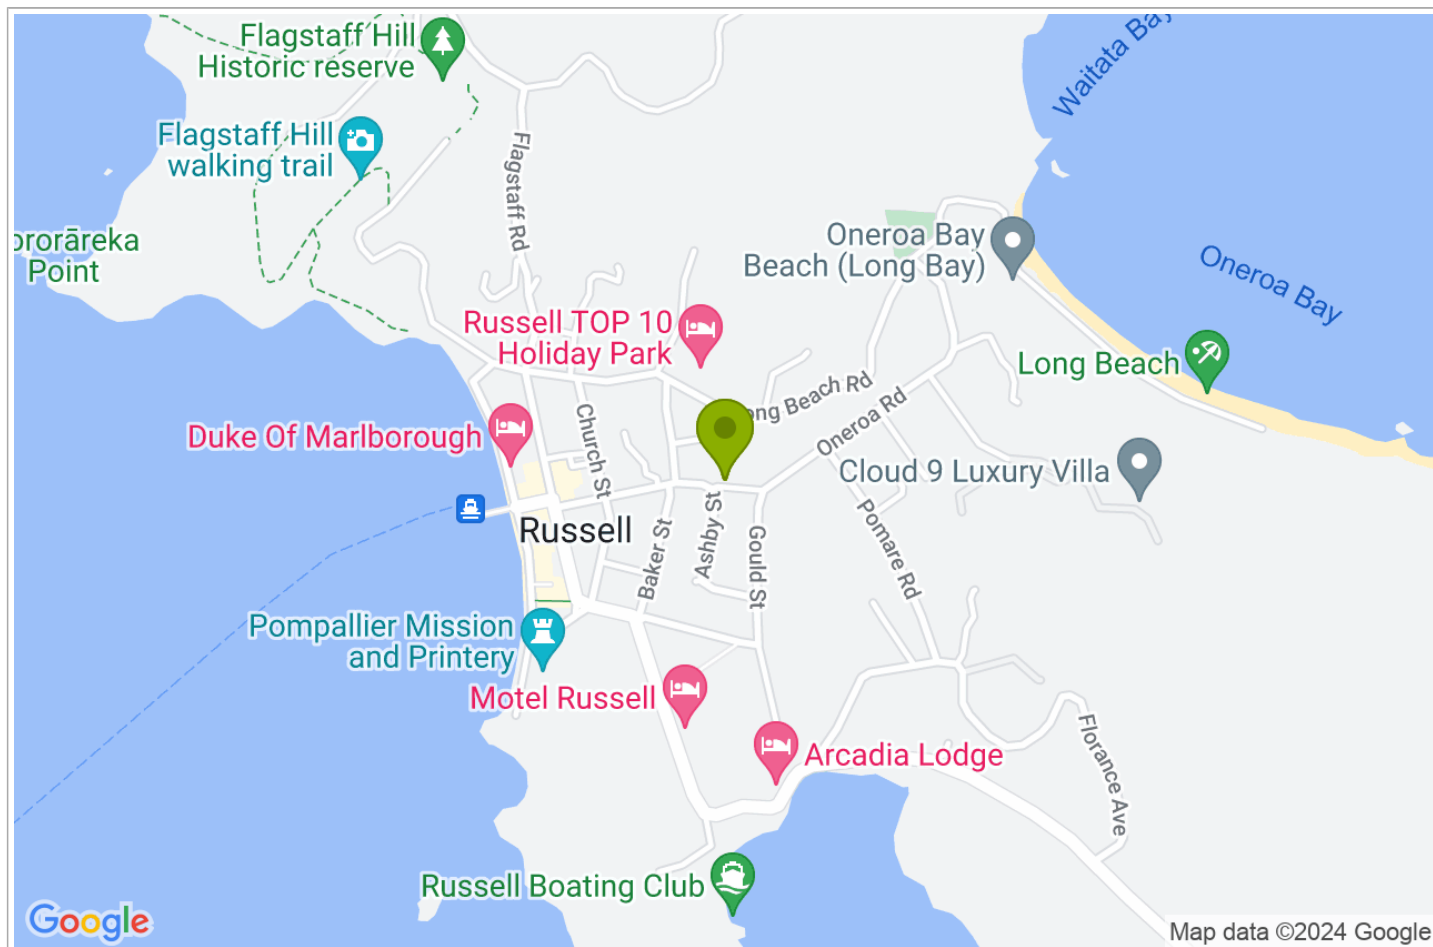 Flagstaff Hill
Historic reserve
Waitata Bay
Flagstaff Hill
walking trail
Flagstaff Rd
ororāreka
Point
Oneroa Bay
Beach (Long Bay)
Oneroa Bay
Russell TOP 10
Holiday Park
Long Beach
ong Beach Rd
Oneroa Rd
Church St
Duke Of Marlborough
Cloud 9 Luxury Villa
Russell
Baker St
Ashby St
Gould St
Pomare Rd
Pompallier Mission
and Printery
Motel Russell
Arcadia Lodge
Florance Ave
Russell Boating Club
Google
Map data ©2024 Google